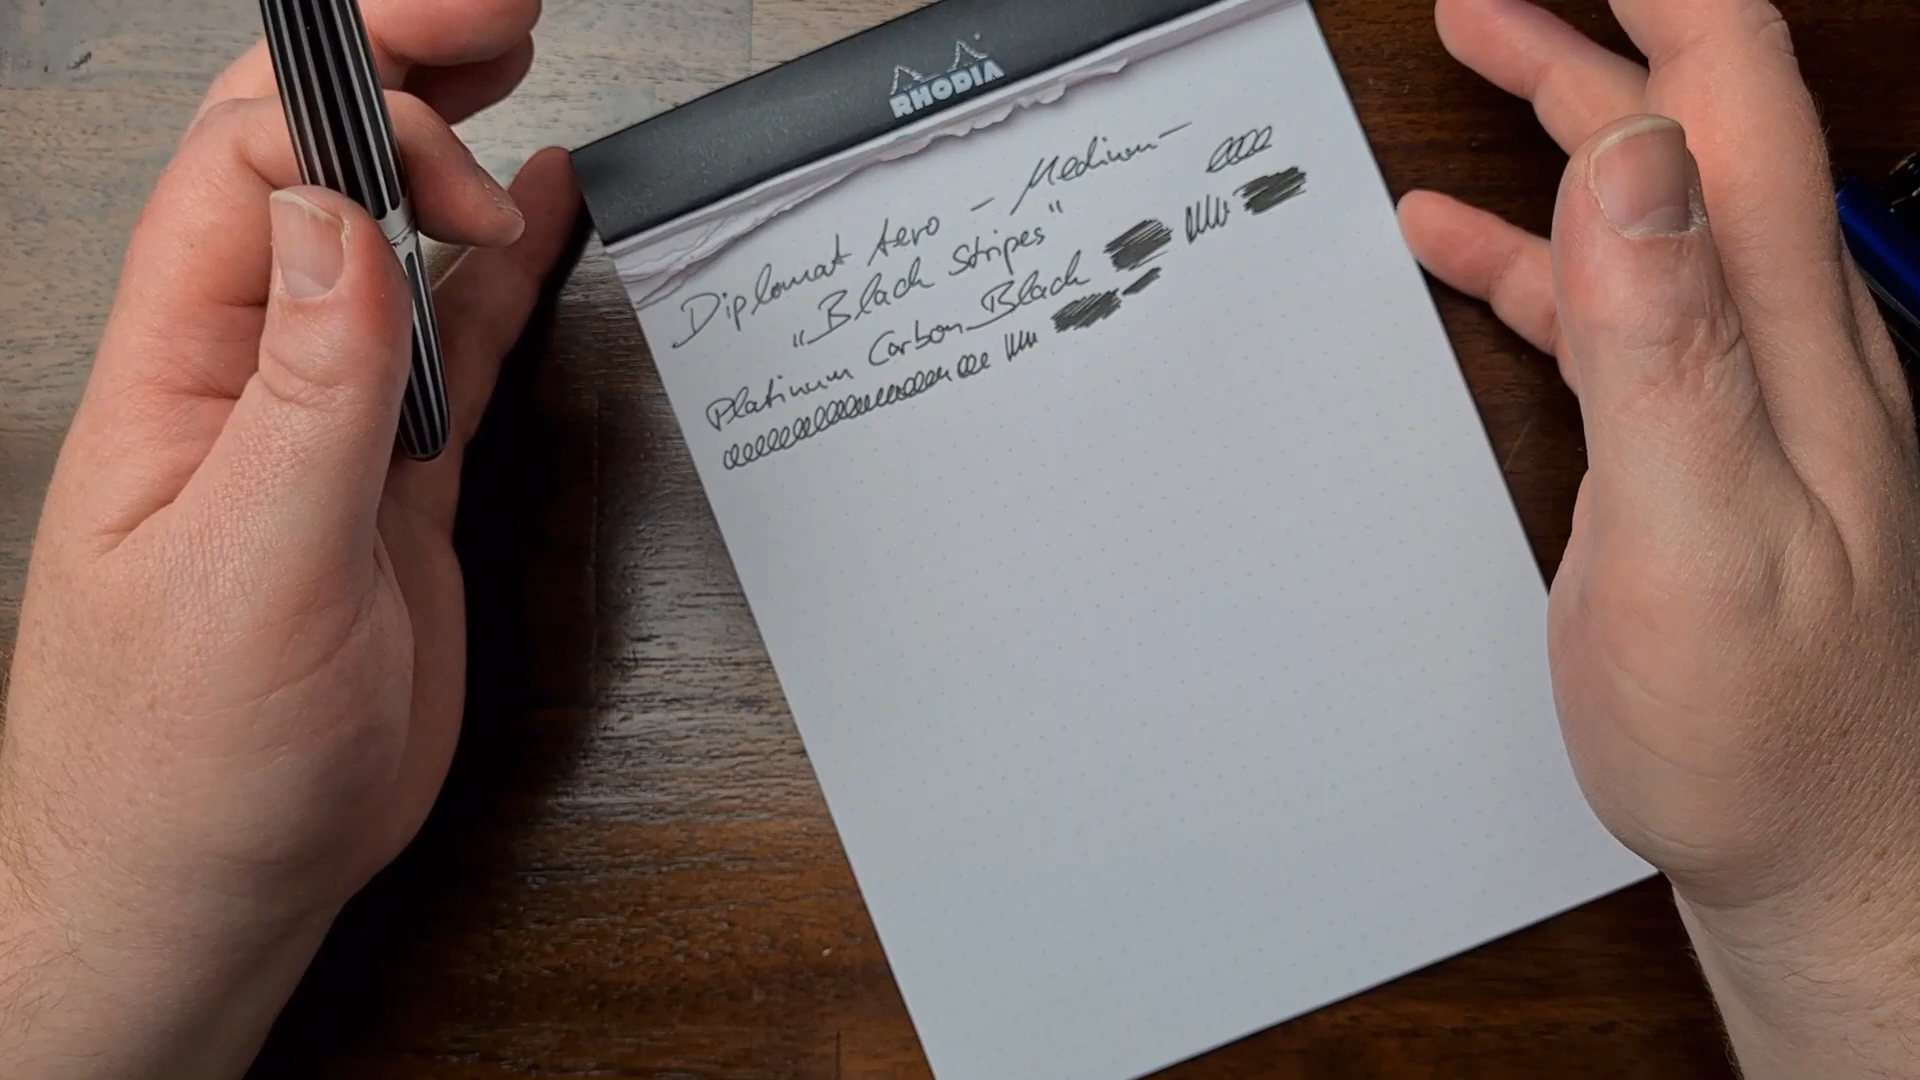 RHODIA
Diplomat Aero - Medium -
"Black Stripes"
Platinum Carbon Black